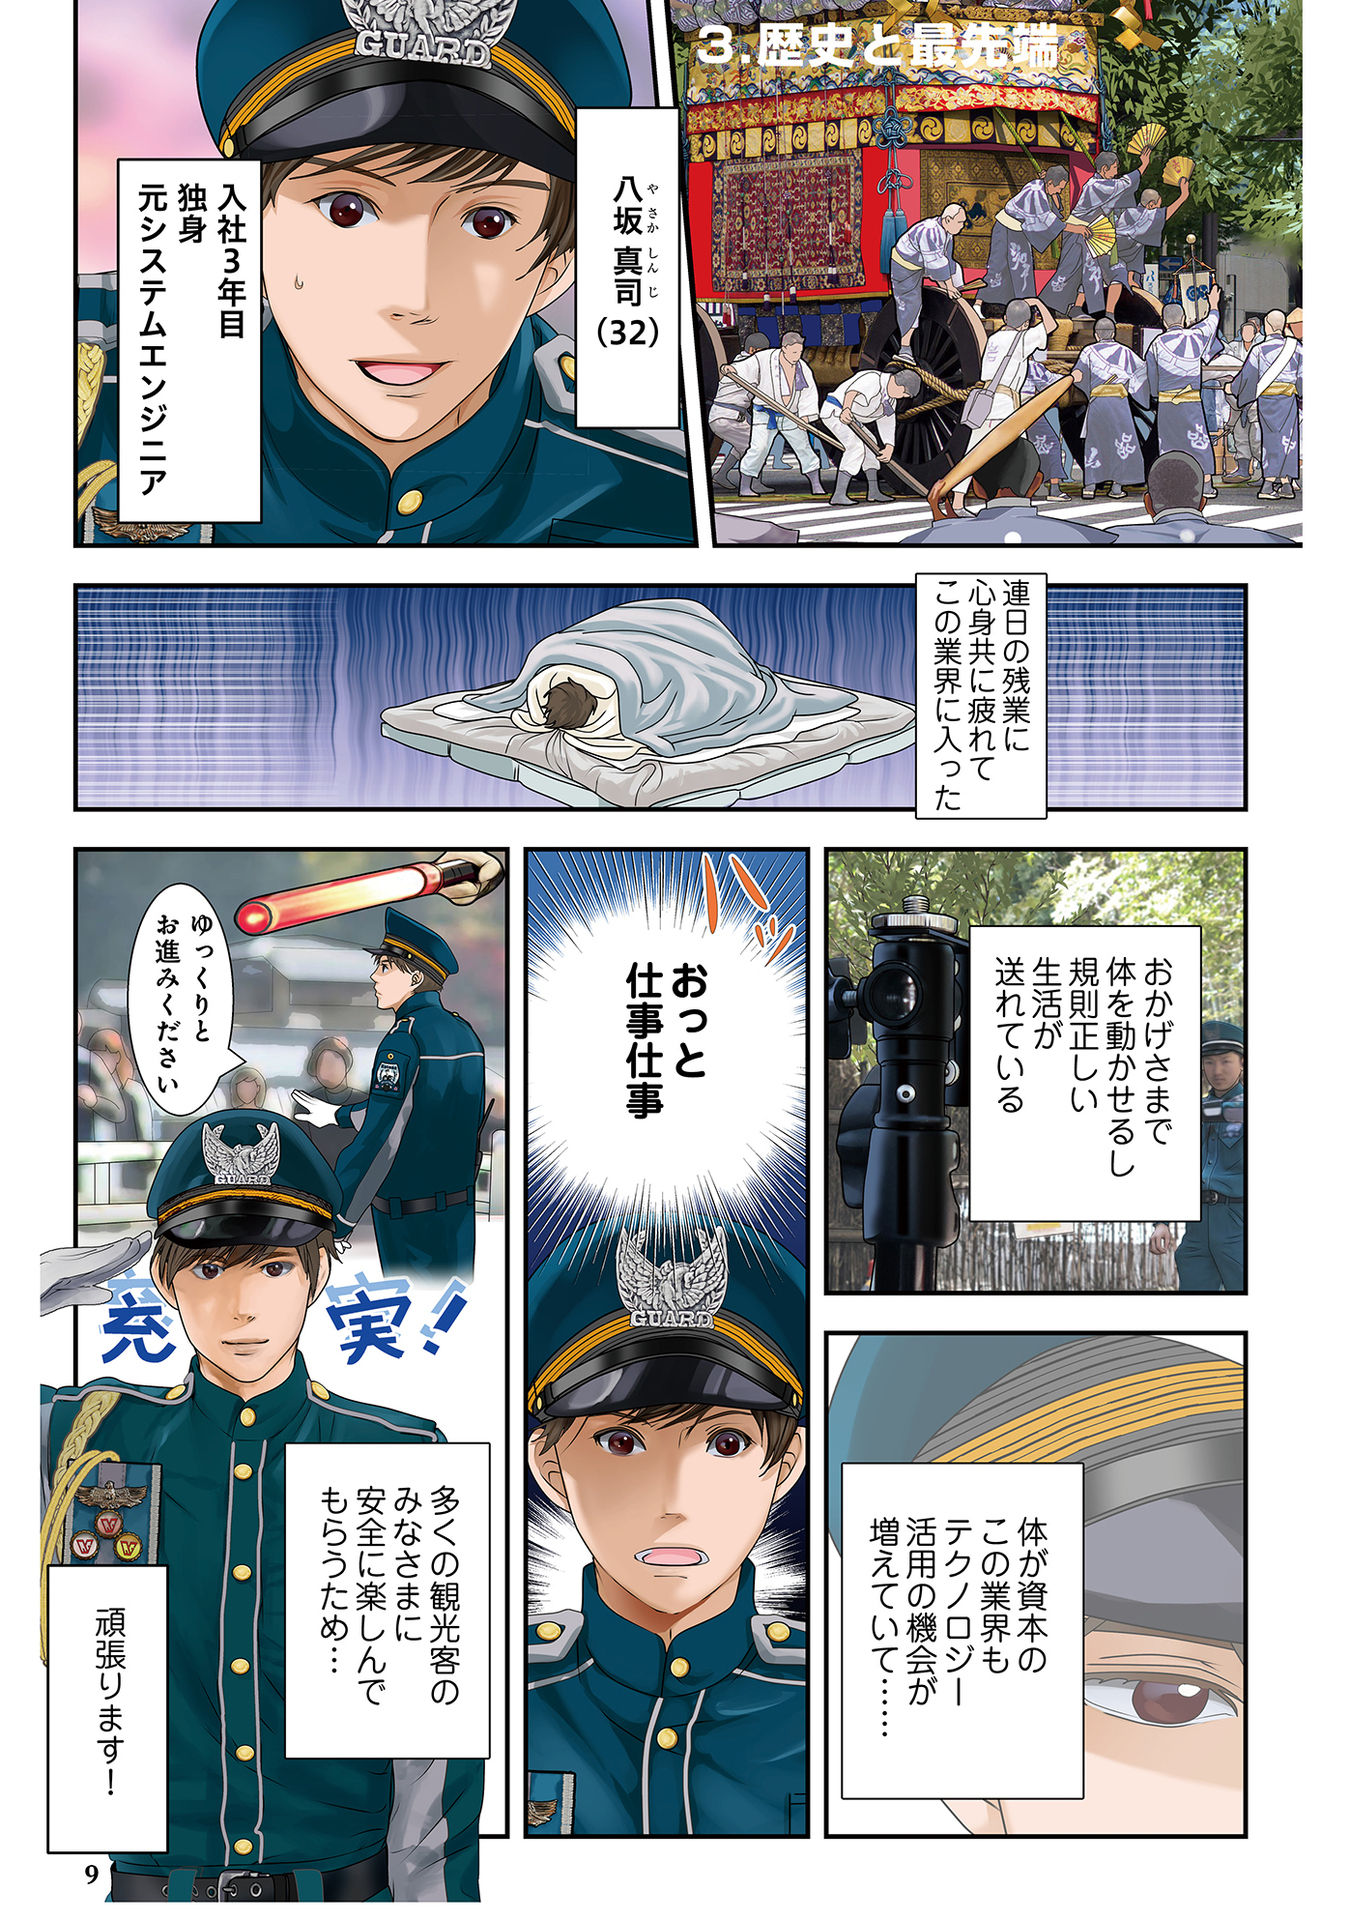 3.歴史と最先端
八坂 真司(32)
やさか しんじ
GUARD
入社3年目
独身
元システムエンジニア
連日の残業に
心身共に疲れて
この業界に入った
おかげさまで
体を動かせるし
規則正しい
生活が
送れている
体が資本の
この業界も
テクノロジー
活用の機会が
増えていて……
バッ
おっと
仕事仕事
GUARD
ゆっくりと
お進みください
GUARD
充実!
多くの観光客の
みなさまに
安全に楽しんで
もらうため…
頑張ります!
9